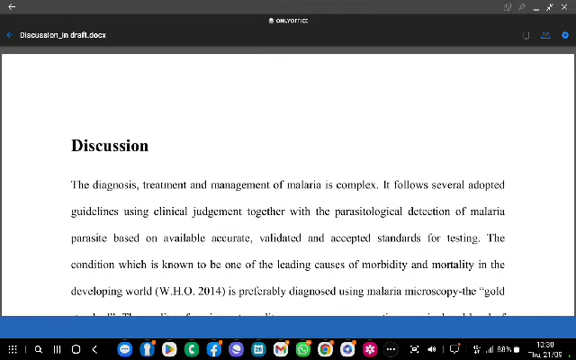 ONLYOFFICE
Discussion_in draft.docx
Discussion
The diagnosis, treatment and management of malaria is complex. It follows several adopted
guidelines using clinical judgement together with the parasitological detection of malaria
parasite based on available accurate, validated and accepted standards for testing. The
condition which is known to be one of the leading causes of morbidity and mortality in the
developing world (W.H.O. 2014) is preferably diagnosed using malaria microscopy-the “gold
10:38
88%
Thu, 21/09